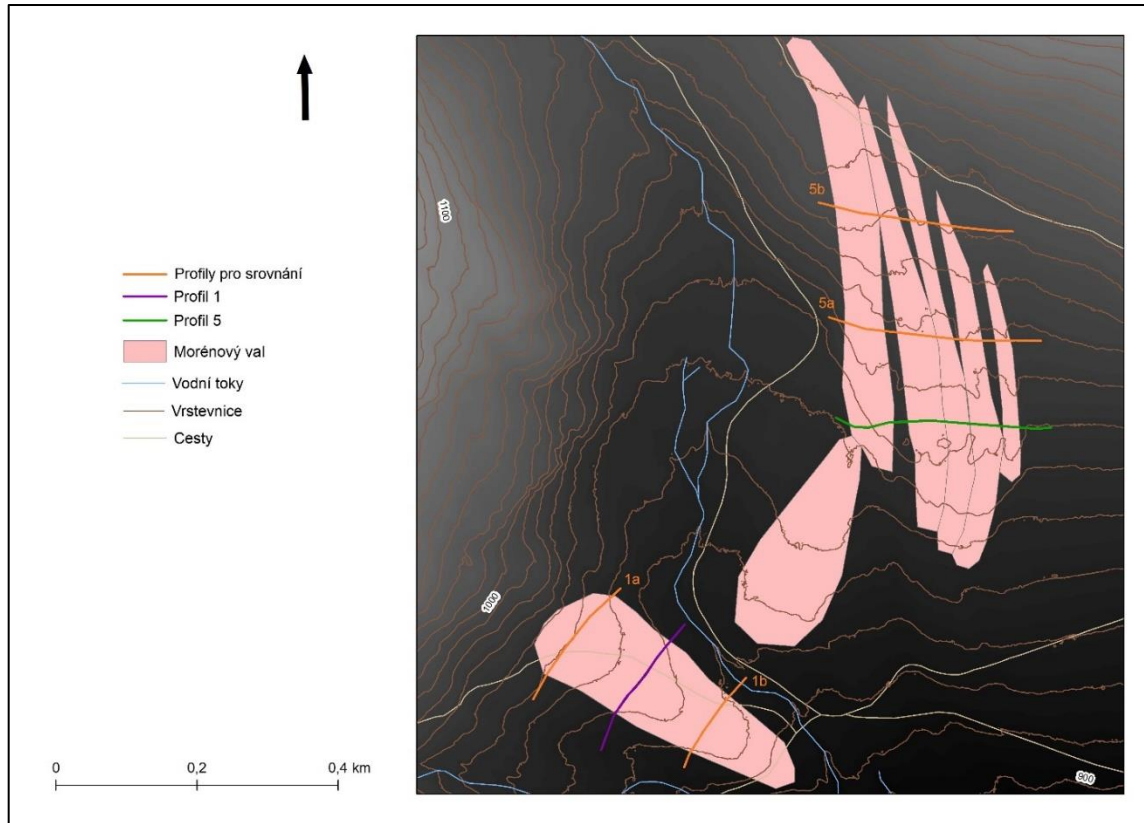 Profily pro srovnání
Profil 1
Profil 5
Morénový val
Vodní toky
Vrstevnice
Cesty
0 0,2 0,4 km
1100
5b
5a
1000
1a
1b
900